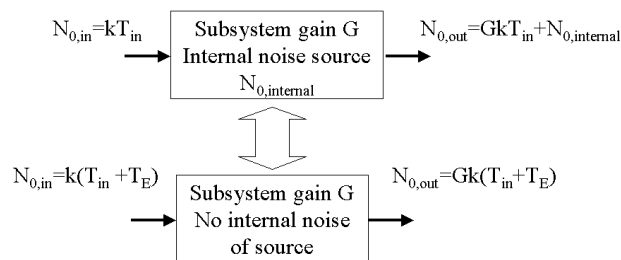 N0,in=kTin
Subsystem gain G
Internal noise source
N0,internal
N0,out=GkTin+N0,internal
N0,in=k(Tin +TE)
Subsystem gain G
No internal noise
of source
N0,out=Gk(Tin+TE)